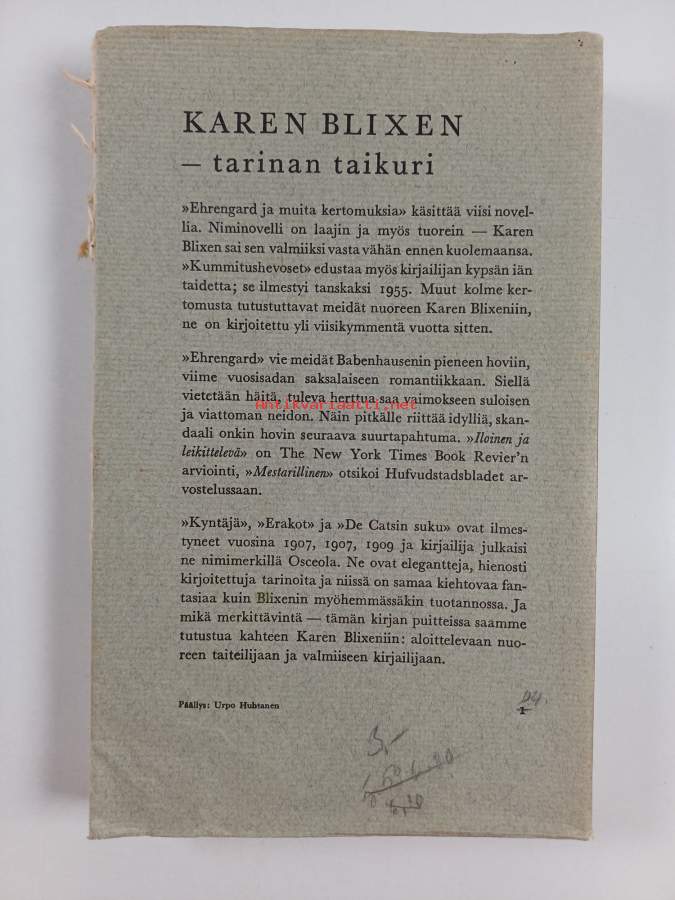 KAREN BLIXEN
– tarinan taikuri
»Ehrengard ja muita kertomuksia» käsittää viisi novel-
lia. Niminovelli on laajin ja myös tuorein — Karen
Blixen sai sen valmiiksi vasta vähän ennen kuolemaansa.
»Kummitushevoset» edustaa myös kirjailijan kypsän iän
taidetta; se ilmestyi tanskaksi 1955. Muut kolme ker-
tomusta tutustuttavat meidät nuoreen Karen Blixeniin,
ne on kirjoitettu yli viisikymmentä vuotta sitten.
»Ehrengard» vie meidät Babenhausenin pieneen hoviin,
viime vuosisadan saksalaiseen romantiikkaan. Siellä
vietetään häitä, tuleva herttua saa vaimokseen suloisen
antikvariaatti.net
ja viattoman neidon. Näin pitkälle riittää idylliä, skan-
daali onkin hovin seuraava suurtapahtuma. »Iloinen ja
leikittelevä» on The New York Times Book Revier'n
arviointi, »Mestarillinen» otsikoi Hufvudstadsbladet ar-
vostelussaan.
»Kyntäjä», »Erakot» ja »De Catsin suku» ovat ilmes-
tyneet vuosina 1907, 1907, 1909 ja kirjailija julkaisi
ne nimimerkillä Osceola. Ne ovat elegantteja, hienosti
kirjoitettuja tarinoita ja niissä on samaa kiehtovaa fan-
tasiaa kuin Blixenin myöhemmässäkin tuotannossa. Ja
mikä merkittävintä — tämän kirjan puitteissa saamme
tutustua kahteen Karen Blixeniin: aloittelevaan nuo-
reen taiteilijaan ja valmiiseen kirjailijaan.
Päällys: Urpo Huhtanen